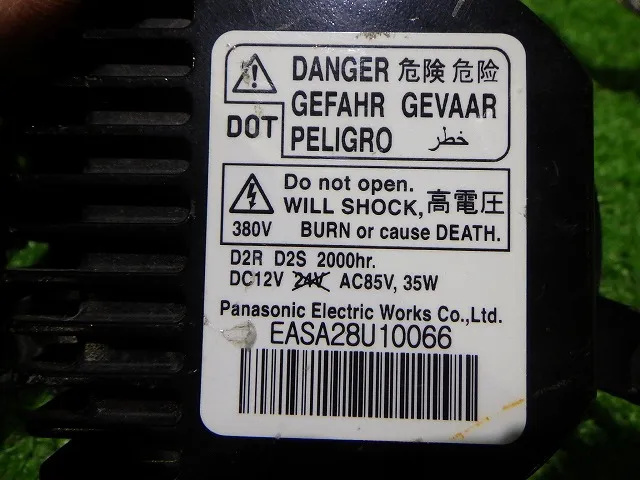 DANGER 危険 危险
GEFAHR GEVAAR
DOT PELIGRO خطر
Do not open.
WILL SHOCK, 高電圧
380V BURN or cause DEATH.
D2R D2S 2000hr.
DC12V 24V AC85V, 35W
Panasonic Electric Works Co.,Ltd.
EASA28U10066